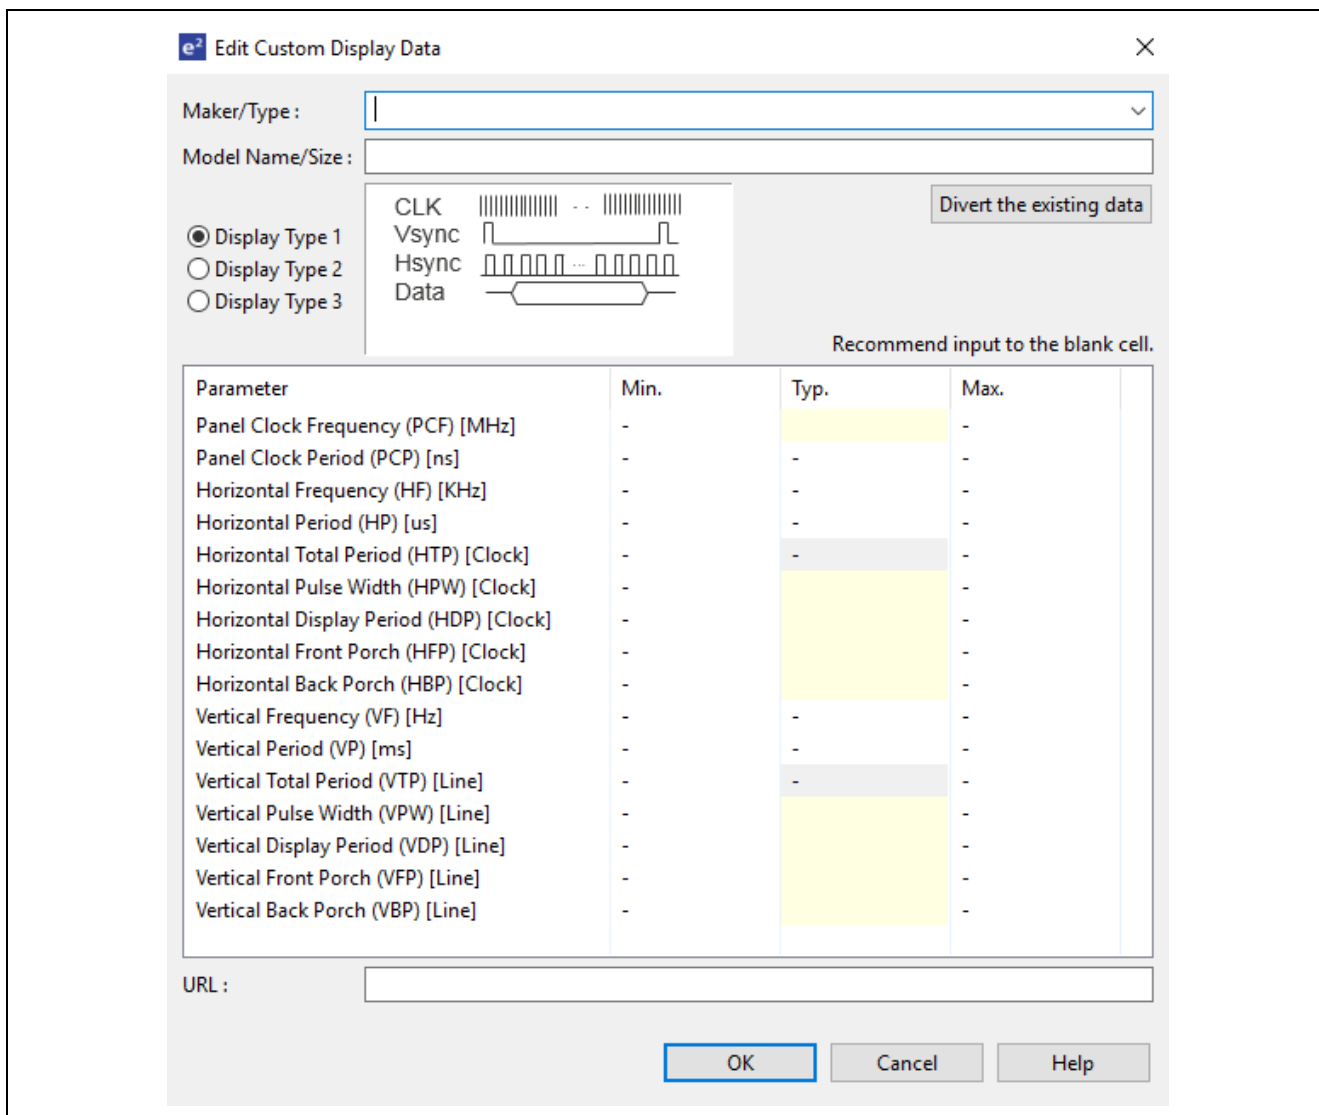 e² Edit Custom Display Data
Maker/Type :
Model Name/Size :
Divert the existing data
Display Type 1
Display Type 2
Display Type 3
CLK
Vsync
Hsync
Data
Recommend input to the blank cell.
Parameter Min. Typ. Max.
Panel Clock Frequency (PCF) [MHz] - -
Panel Clock Period (PCP) [ns] - - -
Horizontal Frequency (HF) [KHz] - - -
Horizontal Period (HP) [us] - - -
Horizontal Total Period (HTP) [Clock] - - -
Horizontal Pulse Width (HPW) [Clock] - -
Horizontal Display Period (HDP) [Clock] - -
Horizontal Front Porch (HFP) [Clock] - -
Horizontal Back Porch (HBP) [Clock] - -
Vertical Frequency (VF) [Hz] - - -
Vertical Period (VP) [ms] - - -
Vertical Total Period (VTP) [Line] - - -
Vertical Pulse Width (VPW) [Line] - -
Vertical Display Period (VDP) [Line] - -
Vertical Front Porch (VFP) [Line] - -
Vertical Back Porch (VBP) [Line] - -
URL :
OK Cancel Help